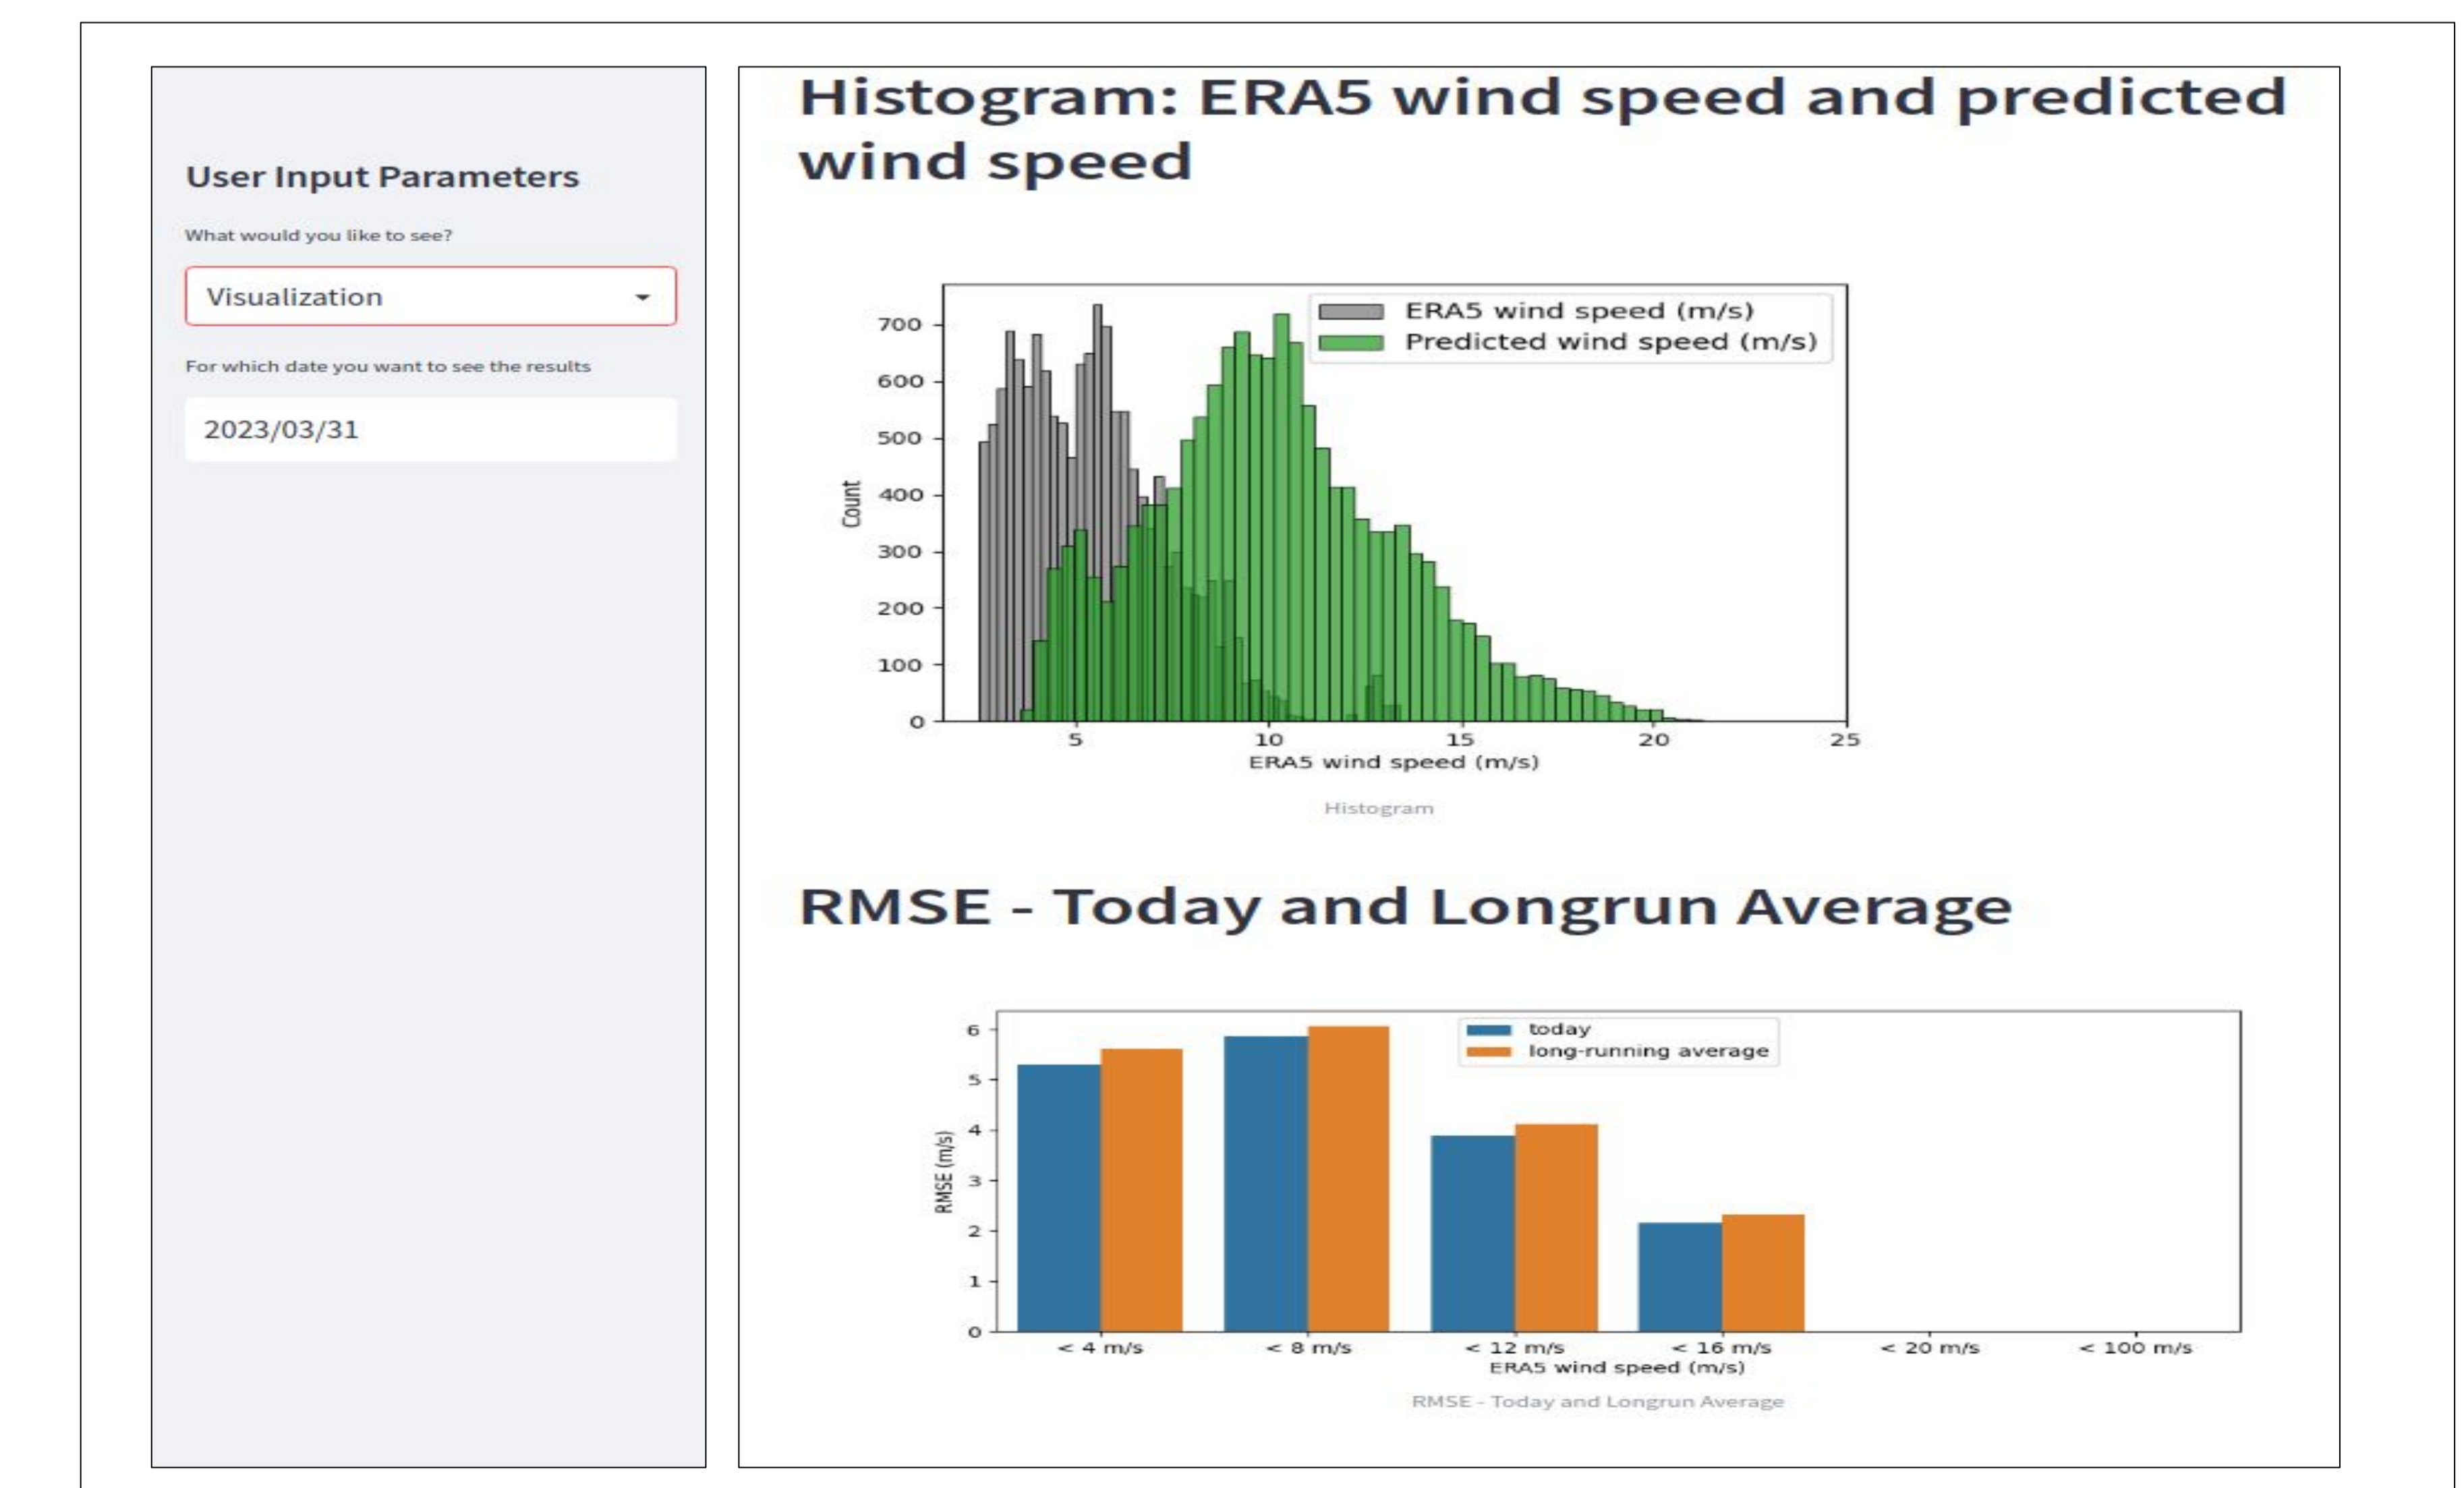 User Input Parameters
What would you like to see?
Visualization
For which date you want to see the results
2023/03/31
Histogram: ERA5 wind speed and predicted
wind speed
ERA5 wind speed (m/s)
Predicted wind speed (m/s)
700
600
500
400
300
200
100
0
Count
5 10 15 20 25
ERA5 wind speed (m/s)
Histogram
RMSE - Today and Longrun Average
today
long-running average
6
5
4
3
2
1
0
RMSE (m/s)
< 4 m/s < 8 m/s < 12 m/s < 16 m/s < 20 m/s < 100 m/s
ERA5 wind speed (m/s)
RMSE - Today and Longrun Average